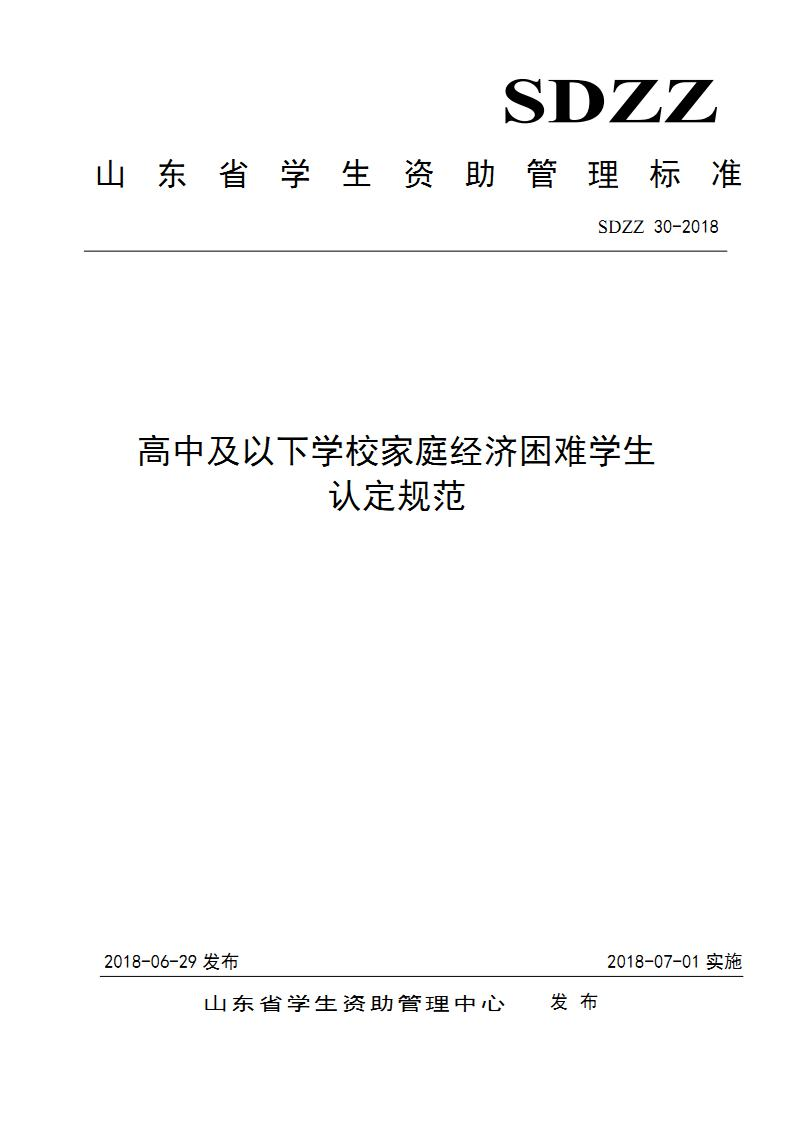 SDZZ
山东省学生资助管理标准
SDZZ 30-2018
高中及以下学校家庭经济困难学生
认定规范
2018-06-29 发布 2018-07-01 实施
山东省学生资助管理中心 发 布